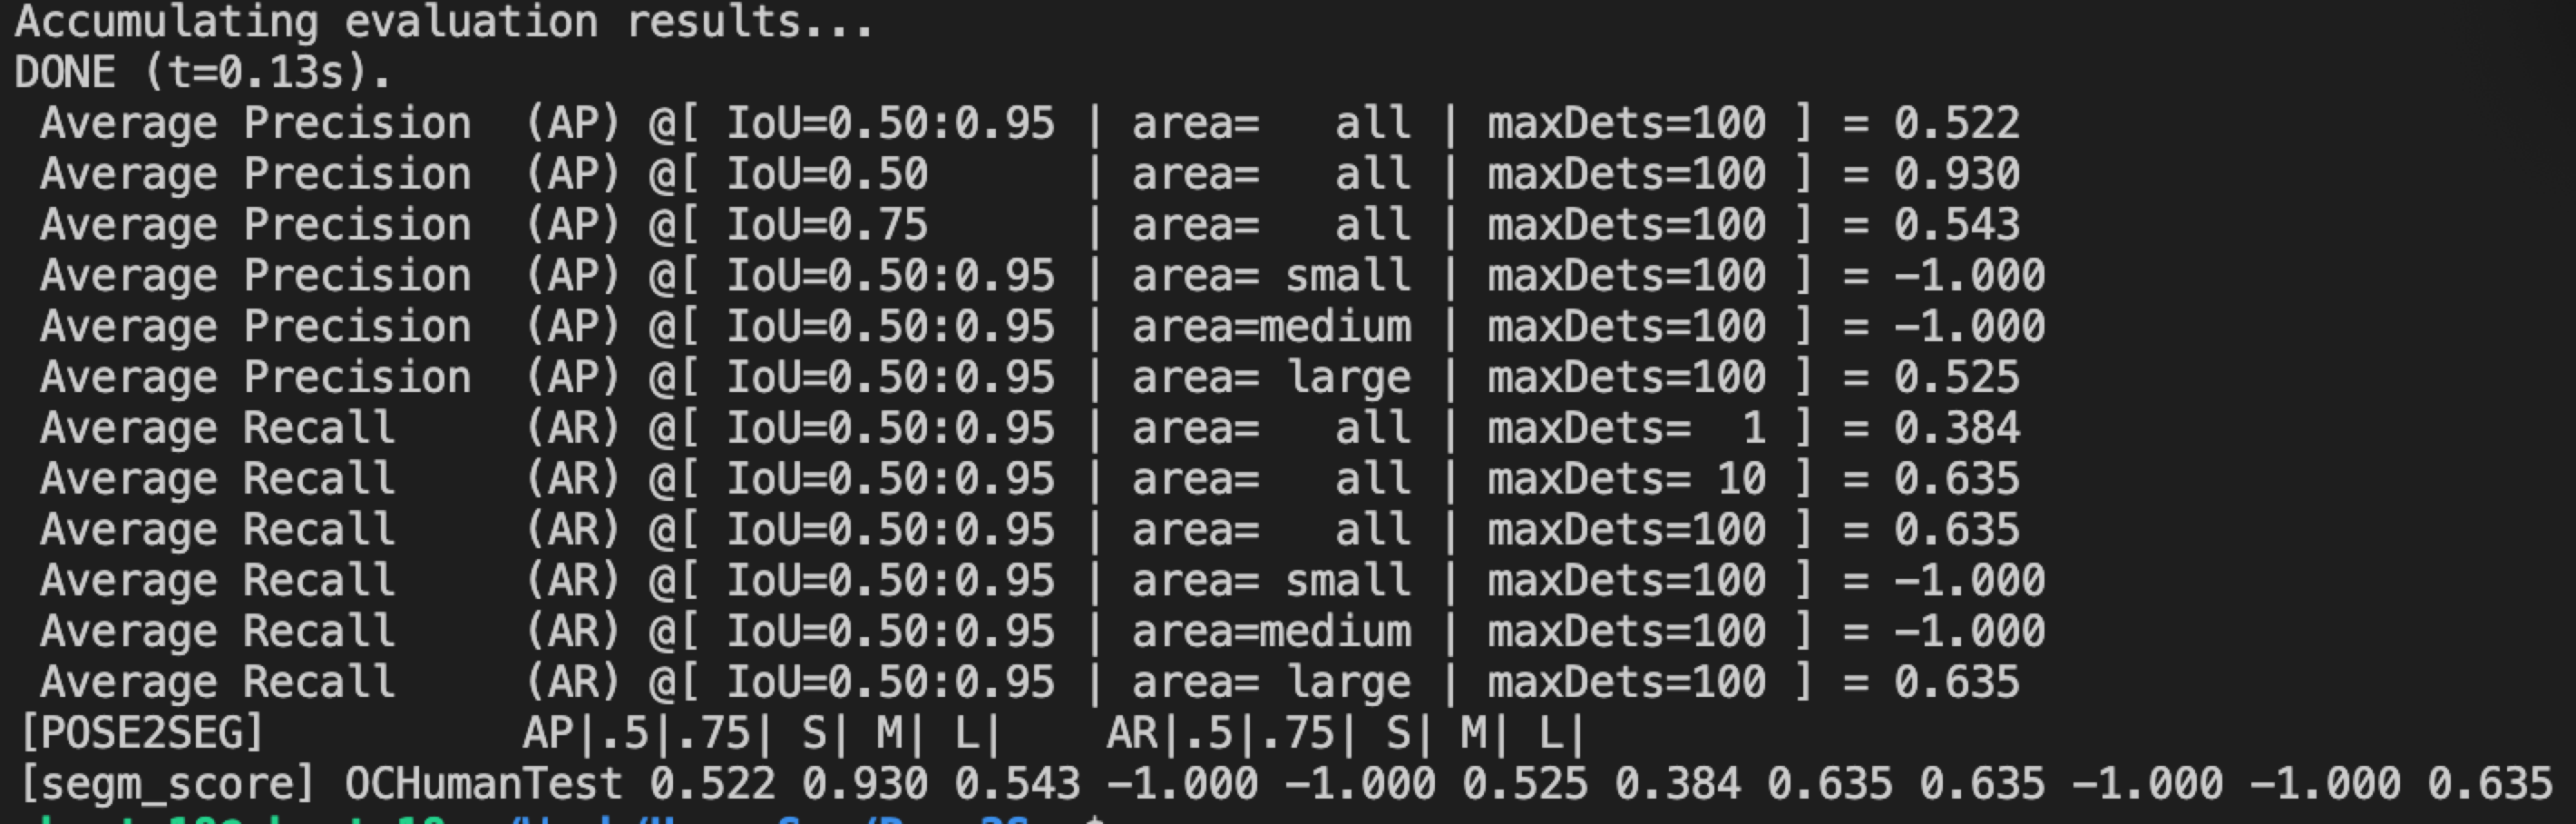 Accumulating evaluation results...
DONE (t=0.13s).
 Average Precision  (AP) @[ IoU=0.50:0.95 | area=   all | maxDets=100 ] = 0.522
 Average Precision  (AP) @[ IoU=0.50      | area=   all | maxDets=100 ] = 0.930
 Average Precision  (AP) @[ IoU=0.75      | area=   all | maxDets=100 ] = 0.543
 Average Precision  (AP) @[ IoU=0.50:0.95 | area= small | maxDets=100 ] = -1.000
 Average Precision  (AP) @[ IoU=0.50:0.95 | area=medium | maxDets=100 ] = -1.000
 Average Precision  (AP) @[ IoU=0.50:0.95 | area= large | maxDets=100 ] = 0.525
 Average Recall     (AR) @[ IoU=0.50:0.95 | area=   all | maxDets=  1 ] = 0.384
 Average Recall     (AR) @[ IoU=0.50:0.95 | area=   all | maxDets= 10 ] = 0.635
 Average Recall     (AR) @[ IoU=0.50:0.95 | area=   all | maxDets=100 ] = 0.635
 Average Recall     (AR) @[ IoU=0.50:0.95 | area= small | maxDets=100 ] = -1.000
 Average Recall     (AR) @[ IoU=0.50:0.95 | area=medium | maxDets=100 ] = -1.000
 Average Recall     (AR) @[ IoU=0.50:0.95 | area= large | maxDets=100 ] = 0.635
[POSE2SEG]          AP|.5|.75| S| M| L|    AR|.5|.75| S| M| L|
[segm_score] OCHumanTest 0.522 0.930 0.543 -1.000 -1.000 0.525 0.384 0.635 0.635 -1.000 -1.000 0.635